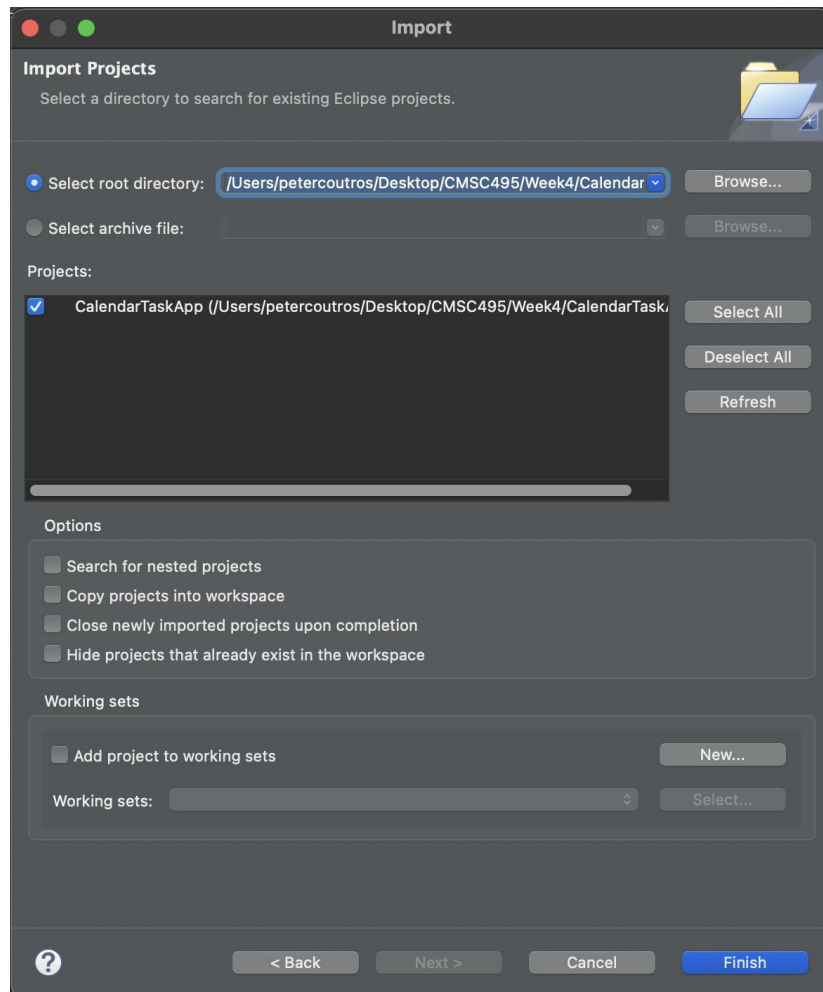 Import
Import Projects
Select a directory to search for existing Eclipse projects.
Select root directory: /Users/petercoutros/Desktop/CMSC495/Week4/Calendar Browse...
Select archive file: Browse...
Projects:
CalendarTaskApp (/Users/petercoutros/Desktop/CMSC495/Week4/CalendarTask Select All
Deselect All
Refresh
Options
Search for nested projects
Copy projects into workspace
Close newly imported projects upon completion
Hide projects that already exist in the workspace
Working sets
Add project to working sets New...
Working sets: Select...
? < Back Next > Cancel Finish